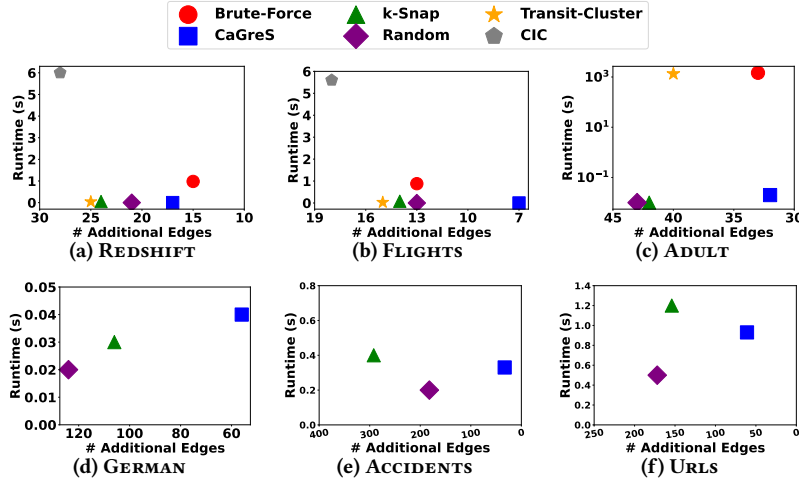 Brute-Force k-Snap Transit-Cluster
CaGreS Random CIC
Runtime (s)
6
5
4
3
2
1
0
30 25 20 15 10
# Additional Edges
(a) REDSHIFT
Runtime (s)
6
5
4
3
2
1
0
19 16 13 10 7
# Additional Edges
(b) FLIGHTS
Runtime (s)
10³
10¹
10⁻¹
45 40 35 30
# Additional Edges
(c) ADULT
Runtime (s)
0.05
0.04
0.03
0.02
0.01
0.00
120 100 80 60
# Additional Edges
(d) GERMAN
Runtime (s)
0.8
0.6
0.4
0.2
0.0
400 300 200 100 0
# Additional Edges
(e) ACCIDENTS
Runtime (s)
1.4
1.2
1.0
0.8
0.6
0.4
0.2
0.0
250 200 150 100 50 0
# Additional Edges
(f) URLS